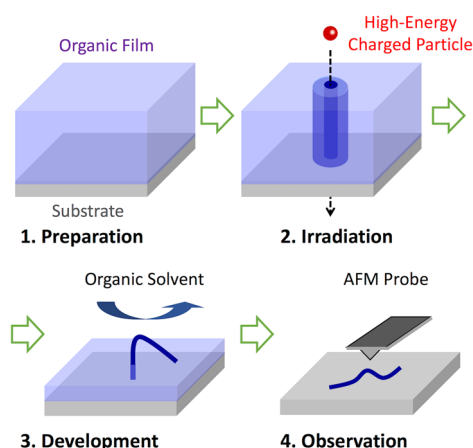 Organic Film
High-Energy
Charged Particle
Substrate
1. Preparation
2. Irradiation
Organic Solvent
AFM Probe
3. Development
4. Observation